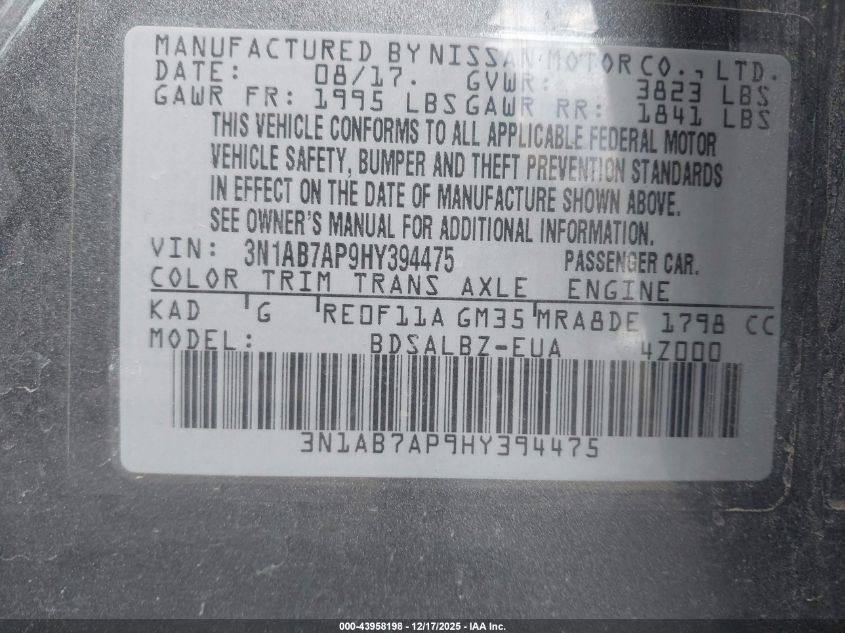 MANUFACTURED BY NISSAN MOTOR CO., LTD.
DATE: 08/17. GVWR: 3823 LBS
GAWR FR: 1995 LBS GAWR RR: 1841 LBS
THIS VEHICLE CONFORMS TO ALL APPLICABLE FEDERAL MOTOR
VEHICLE SAFETY, BUMPER AND THEFT PREVENTION STANDARDS
IN EFFECT ON THE DATE OF MANUFACTURE SHOWN ABOVE.
SEE OWNER'S MANUAL FOR ADDITIONAL INFORMATION.
VIN: 3N1AB7AP9HY394475 PASSENGER CAR.
COLOR TRIM TRANS AXLE ENGINE
KAD G RE0F11A GM35 MRA8DE 1798 CC
MODEL: BDSALBZ-EUA 4Z000
3N1AB7AP9HY394475
000-43958198 - 12/17/2025 - IAA Inc.